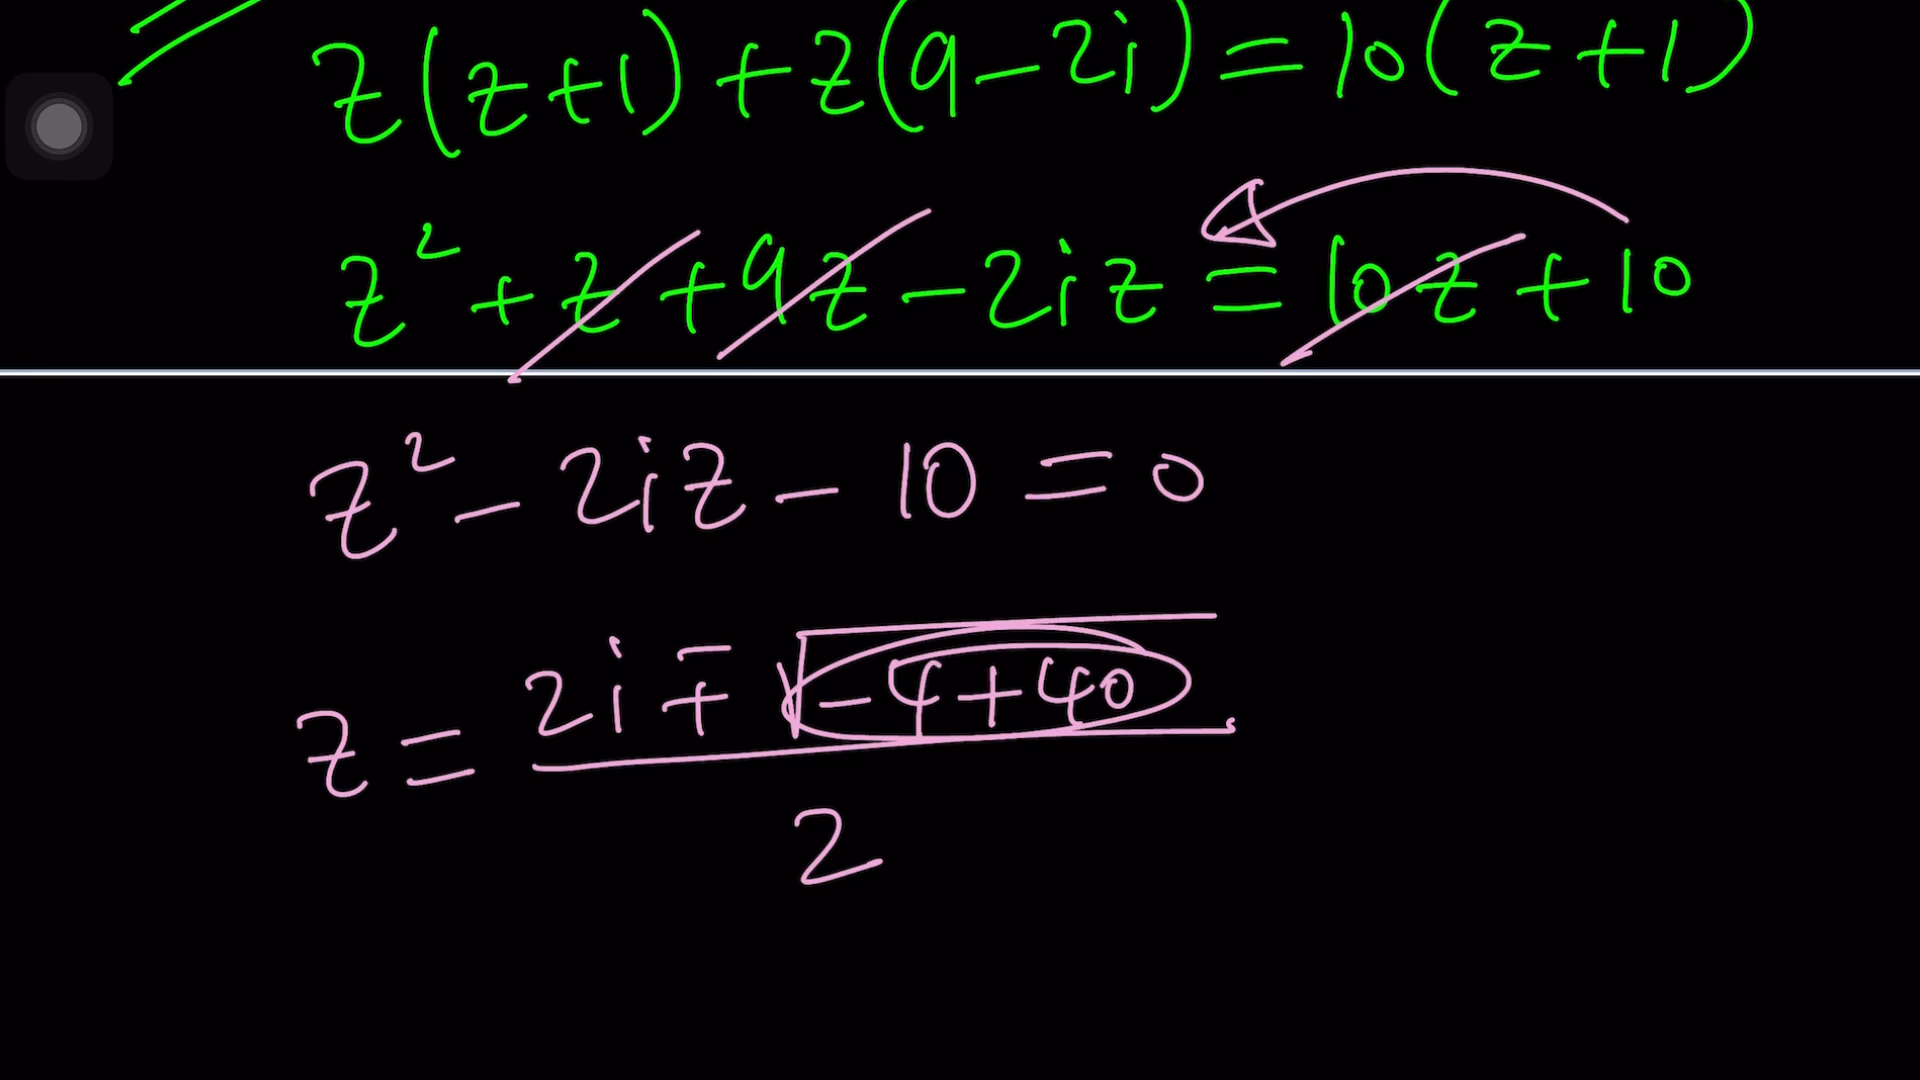 z(z+1)+z(9-2i)=10(z+1)
z²+z+9z-2iz=10z+10
z²-2iz-10=0
z=(2i∓√(-4+40))/2